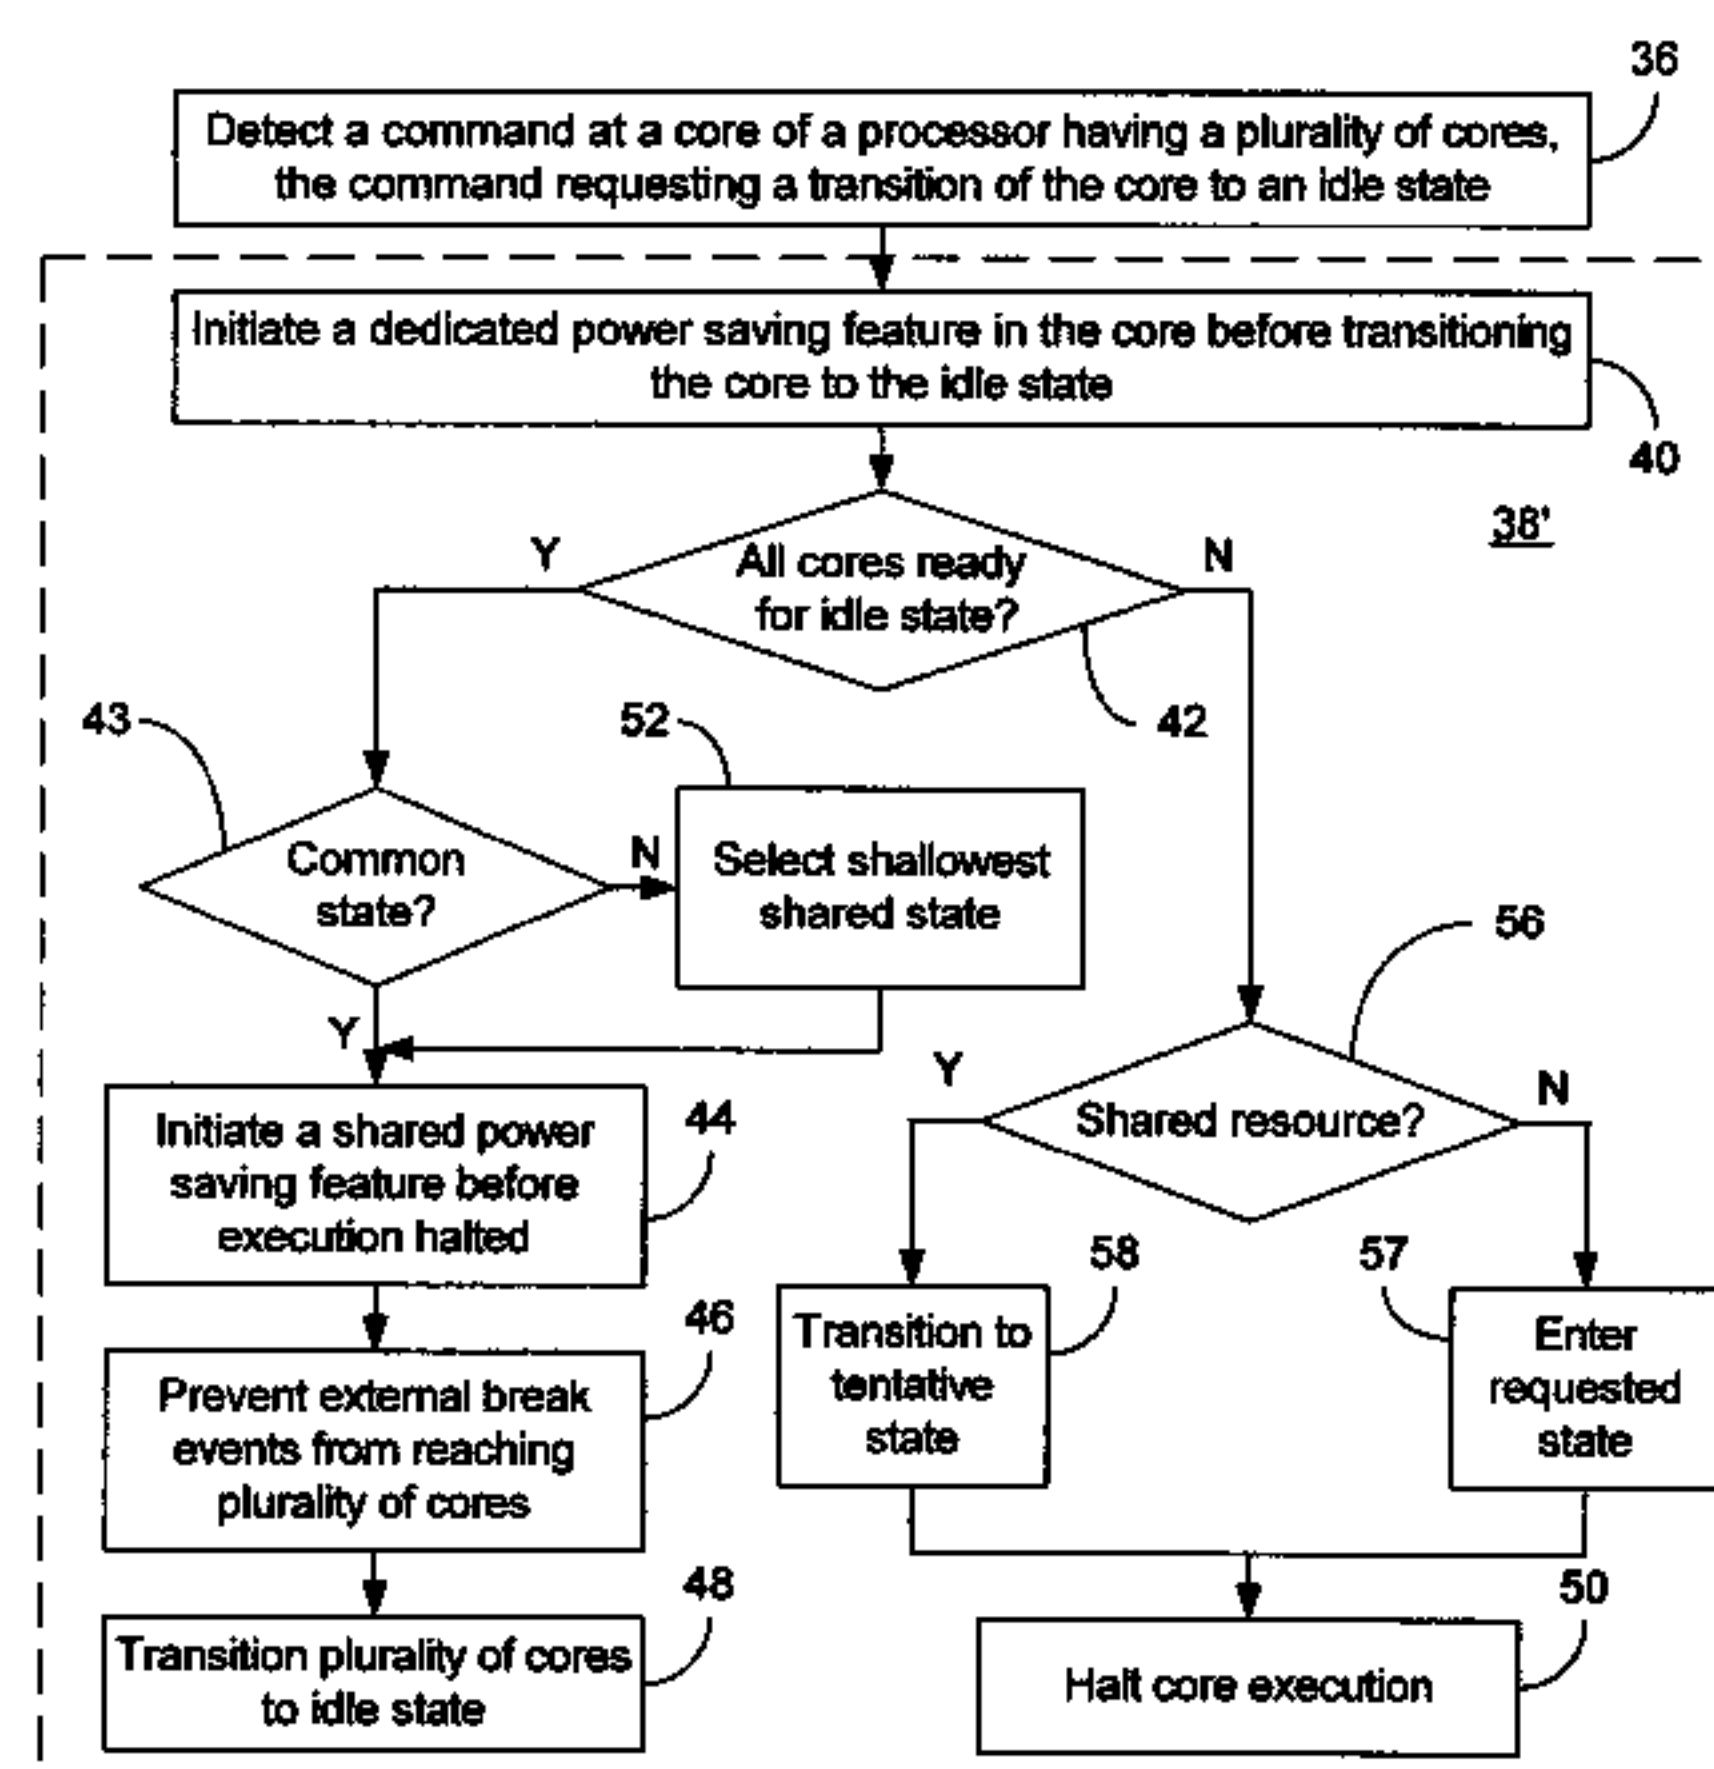 36
Detect a command at a core of a processor having a plurality of cores,
the command requesting a transition of the core to an idle state
Initiate a dedicated power saving feature in the core before transitioning
the core to the idle state
40
38'
Y
All cores ready
for idle state?
N
42
43
52
Common
state?
N
Select shallowest
shared state
56
Y
Y
Shared resource?
N
Initiate a shared power
saving feature before
execution halted
44
58
57
Transition to
tentative
state
Enter
requested
state
46
Prevent external break
events from reaching
plurality of cores
48
50
Transition plurality of cores
to idle state
Halt core execution